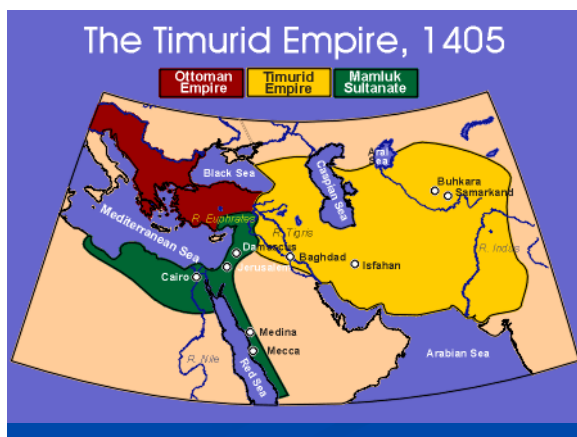 The Timurid Empire, 1405
Ottoman
Empire
Timurid
Empire
Mamluk
Sultanate
Aral
Sea
Black Sea
Caspian Sea
Buhkara
Samarkand
Mediterranean Sea
R. Euphrates
R. Tigris
R. Indus
Damascus
Baghdad
Isfahan
Jerusalem
Cairo
Medina
Mecca
R. Nile
Red Sea
Arabian Sea